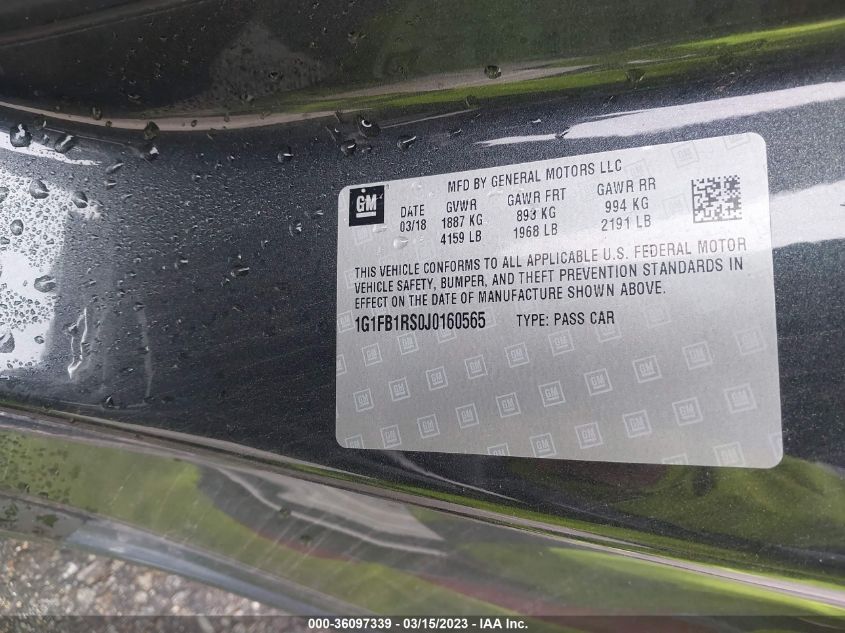 MFD BY GENERAL MOTORS LLC
GM DATE GVWR GAWR FRT GAWR RR
03/18 1887 KG 893 KG 994 KG
4159 LB 1968 LB 2191 LB
THIS VEHICLE CONFORMS TO ALL APPLICABLE U.S. FEDERAL MOTOR
VEHICLE SAFETY, BUMPER, AND THEFT PREVENTION STANDARDS IN
EFFECT ON THE DATE OF MANUFACTURE SHOWN ABOVE.
1G1FB1RS0J0160565 TYPE: PASS CAR
000-36097339 - 03/15/2023 - IAA Inc.